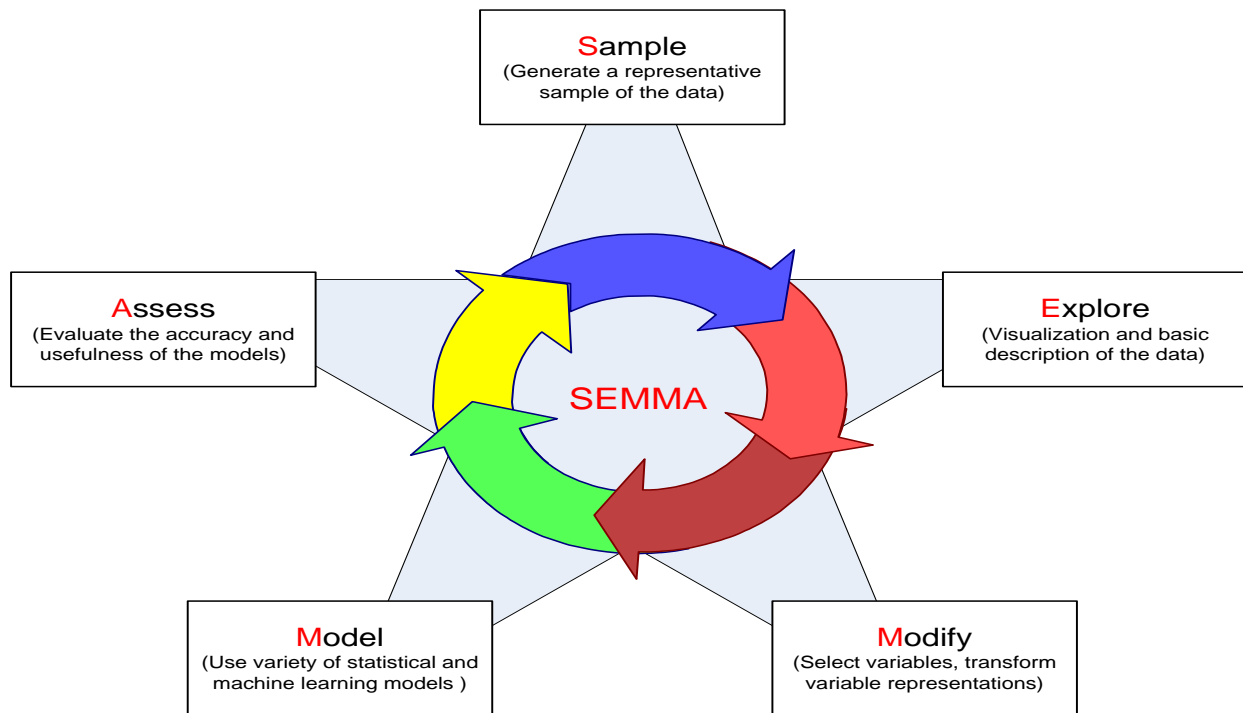 Sample
(Generate a representative
sample of the data)
Assess
(Evaluate the accuracy and
usefulness of the models)
Explore
(Visualization and basic
description of the data)
SEMMA
Model
(Use variety of statistical and
machine learning models )
Modify
(Select variables, transform
variable representations)